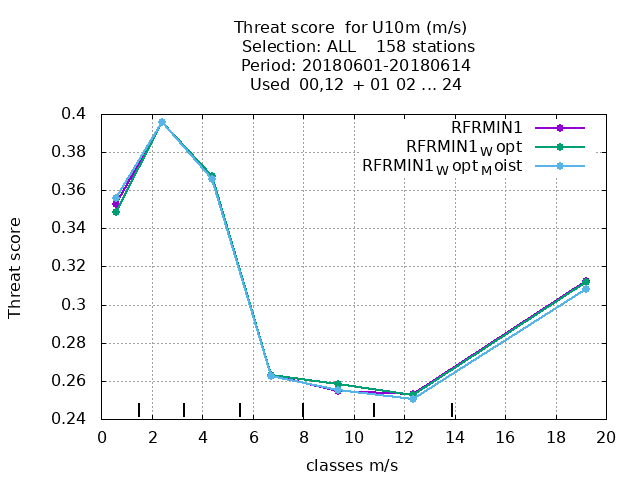 Threat score  for U10m (m/s)
Selection: ALL    158 stations
Period: 20180601-20180614
Used  00,12  + 01 02 ... 24
RFRMIN1
RFRMIN1Wopt
RFRMIN1WoptMoist
Threat score
0.4
0.38
0.36
0.34
0.32
0.3
0.28
0.26
0.24
0 2 4 6 8 10 12 14 16 18 20
classes m/s